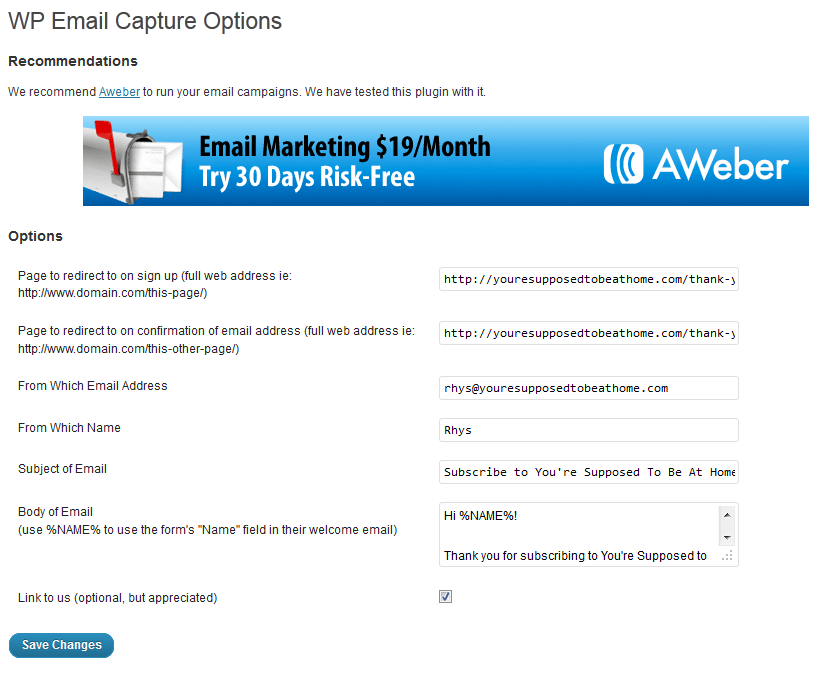 WP Email Capture Options
Recommendations
We recommend Aweber to run your email campaigns. We have tested this plugin with it.
Email Marketing $19/Month
Try 30 Days Risk-Free
AWeber
Options
Page to redirect to on sign up (full web address ie:
http://www.domain.com/this-page/)
http://youresupposedtobeathome.com/thank-y
Page to redirect to on confirmation of email address (full web address ie:
http://www.domain.com/this-other-page/)
http://youresupposedtobeathome.com/thank-y
From Which Email Address
rhys@youresupposedtobeathome.com
From Which Name
Rhys
Subject of Email
Subscribe to You're Supposed To Be At Home
Body of Email
(use %NAME% to use the form's "Name" field in their welcome email)
Hi %NAME%!
Thank you for subscribing to You're Supposed to
Link to us (optional, but appreciated)
Save Changes